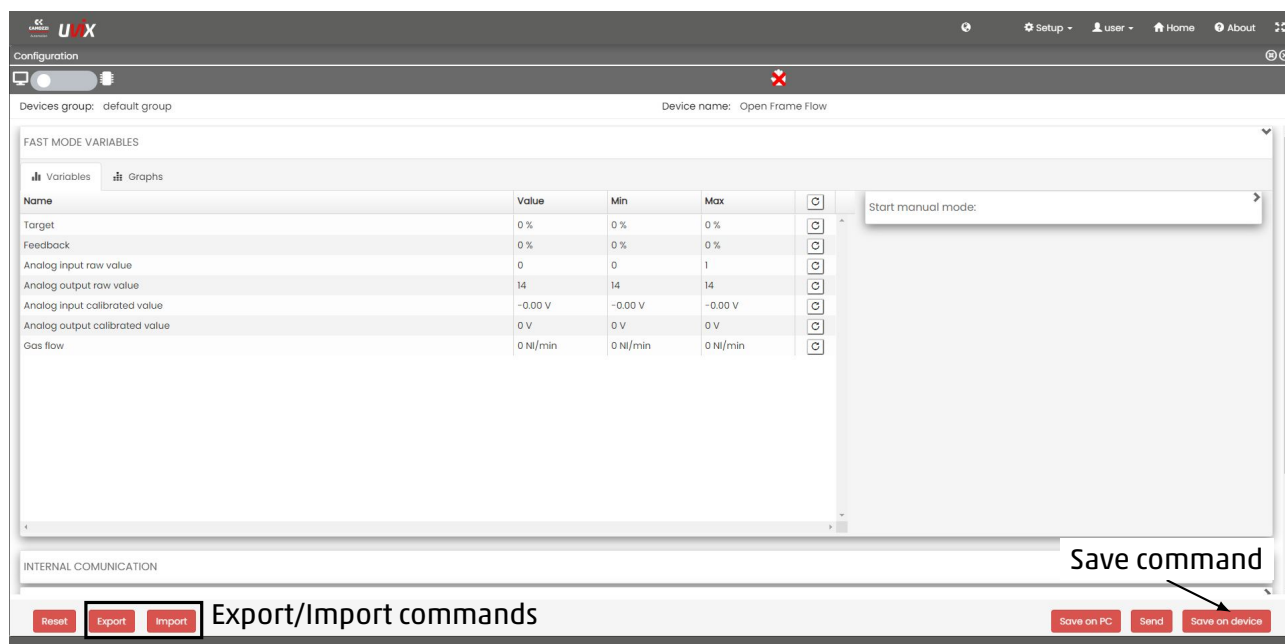 CAMOZZI UVIX Setup user Home About
Configuration
Devices group: default group Device name: Open Frame Flow
FAST MODE VARIABLES
Variables Graphs
Name Value Min Max
Start manual mode:
Target 0 % 0 % 0 %
Feedback 0 % 0 % 0 %
Analog input raw value 0 0 1
Analog output raw value 14 14 14
Analog input calibrated value -0.00 V -0.00 V -0.00 V
Analog output calibrated value 0 V 0 V 0 V
Gas flow 0 Nl/min 0 Nl/min 0 Nl/min
Save command
INTERNAL COMUNICATION
Reset Export Import Export/Import commands Save on PC Send Save on device